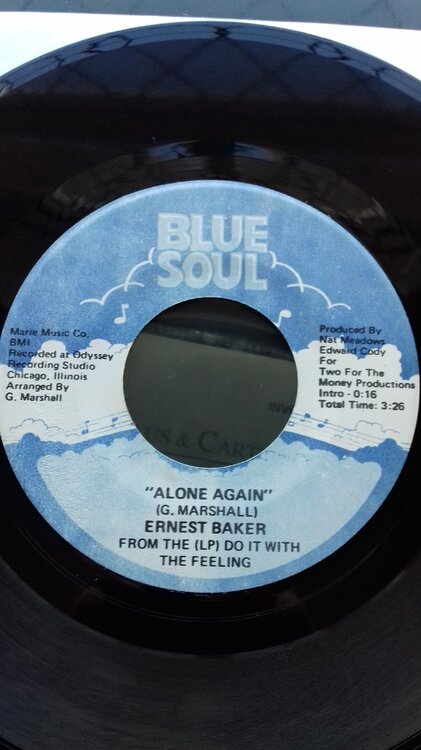 BLUE
SOUL
Marie Music Co.
BMI
Recorded at Odyssey
Recording Studio
Chicago, Illinois
Arranged By
G. Marshall
Produced By
Nat Meadows
Edward Cody
For
Two For The
Money Productions
Intro - 0:16
Total Time: 3:26
"ALONE AGAIN"
(G. MARSHALL)
ERNEST BAKER
FROM THE (LP) DO IT WITH
THE FEELING